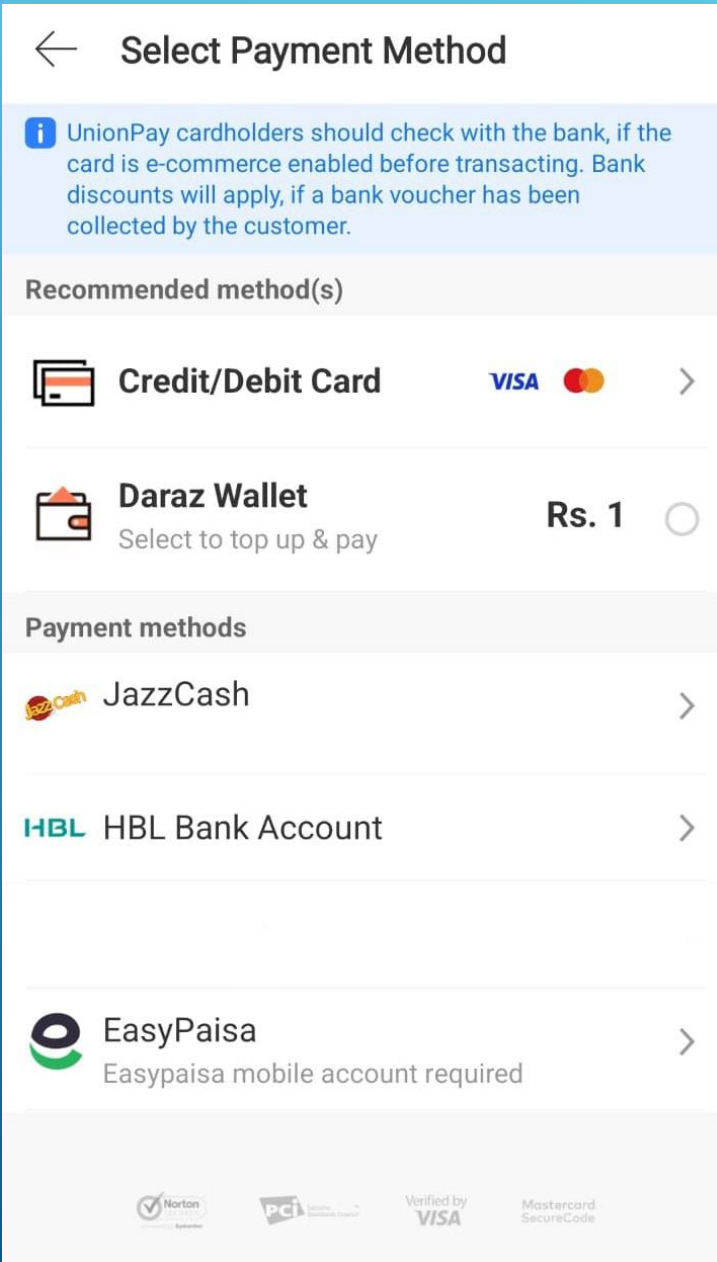 Select Payment Method
UnionPay cardholders should check with the bank, if the
card is e-commerce enabled before transacting. Bank
discounts will apply, if a bank voucher has been
collected by the customer.
Recommended method(s)
Credit/Debit Card VISA
Daraz Wallet
Rs. 1
Select to top up & pay
Payment methods
JazzCash JazzCash
HBL HBL Bank Account
EasyPaisa
Easypaisa mobile account required
Norton
PCI Security
Standards Council
Verified by
VISA
Mastercard
SecureCode